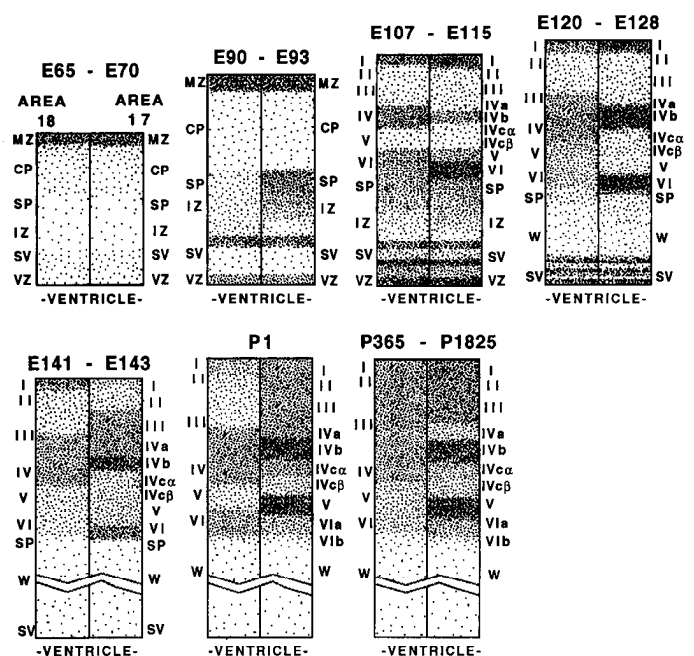 E65 - E70
AREA 18
AREA 17
MZ MZ
CP CP
SP SP
IZ IZ
SV SV
VZ VZ
-VENTRICLE-
E90 - E93
MZ MZ
CP CP
SP SP
IZ IZ
SV SV
VZ VZ
-VENTRICLE-
E107 - E115
I I
II II
III III
IVa
IV IVb
IVcα
V IVcβ
V
VI VI
SP SP
IZ IZ
SV SV
VZ VZ
-VENTRICLE-
E120 - E128
I I
II II
III III
IVa
IV IVb
IVcα
V IVcβ
V
VI VI
SP SP
W W
SV SV
-VENTRICLE-
E141 - E143
I I
II II
III III
IVa
IVb
IV IVcα
V IVcβ
V
VI VI
SP SP
W W
SV SV
-VENTRICLE-
P1
I I
II II
III III
IVa
IVb
IV IVcα
V IVcβ
V
VI VIa
VIb
W W
-VENTRICLE-
P365 - P1825
I I
II II
III III
IVa
IVb
IV IVcα
V IVcβ
V
VI VIa
VIb
W W
-VENTRICLE-